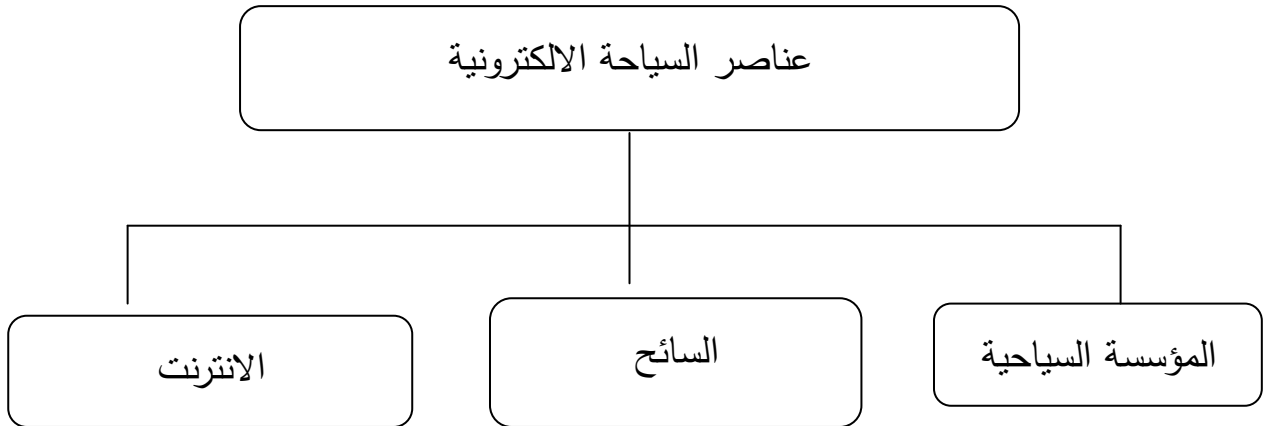 عناصر السياحة الالكترونية
المؤسسة السياحية
السائح
الانترنت